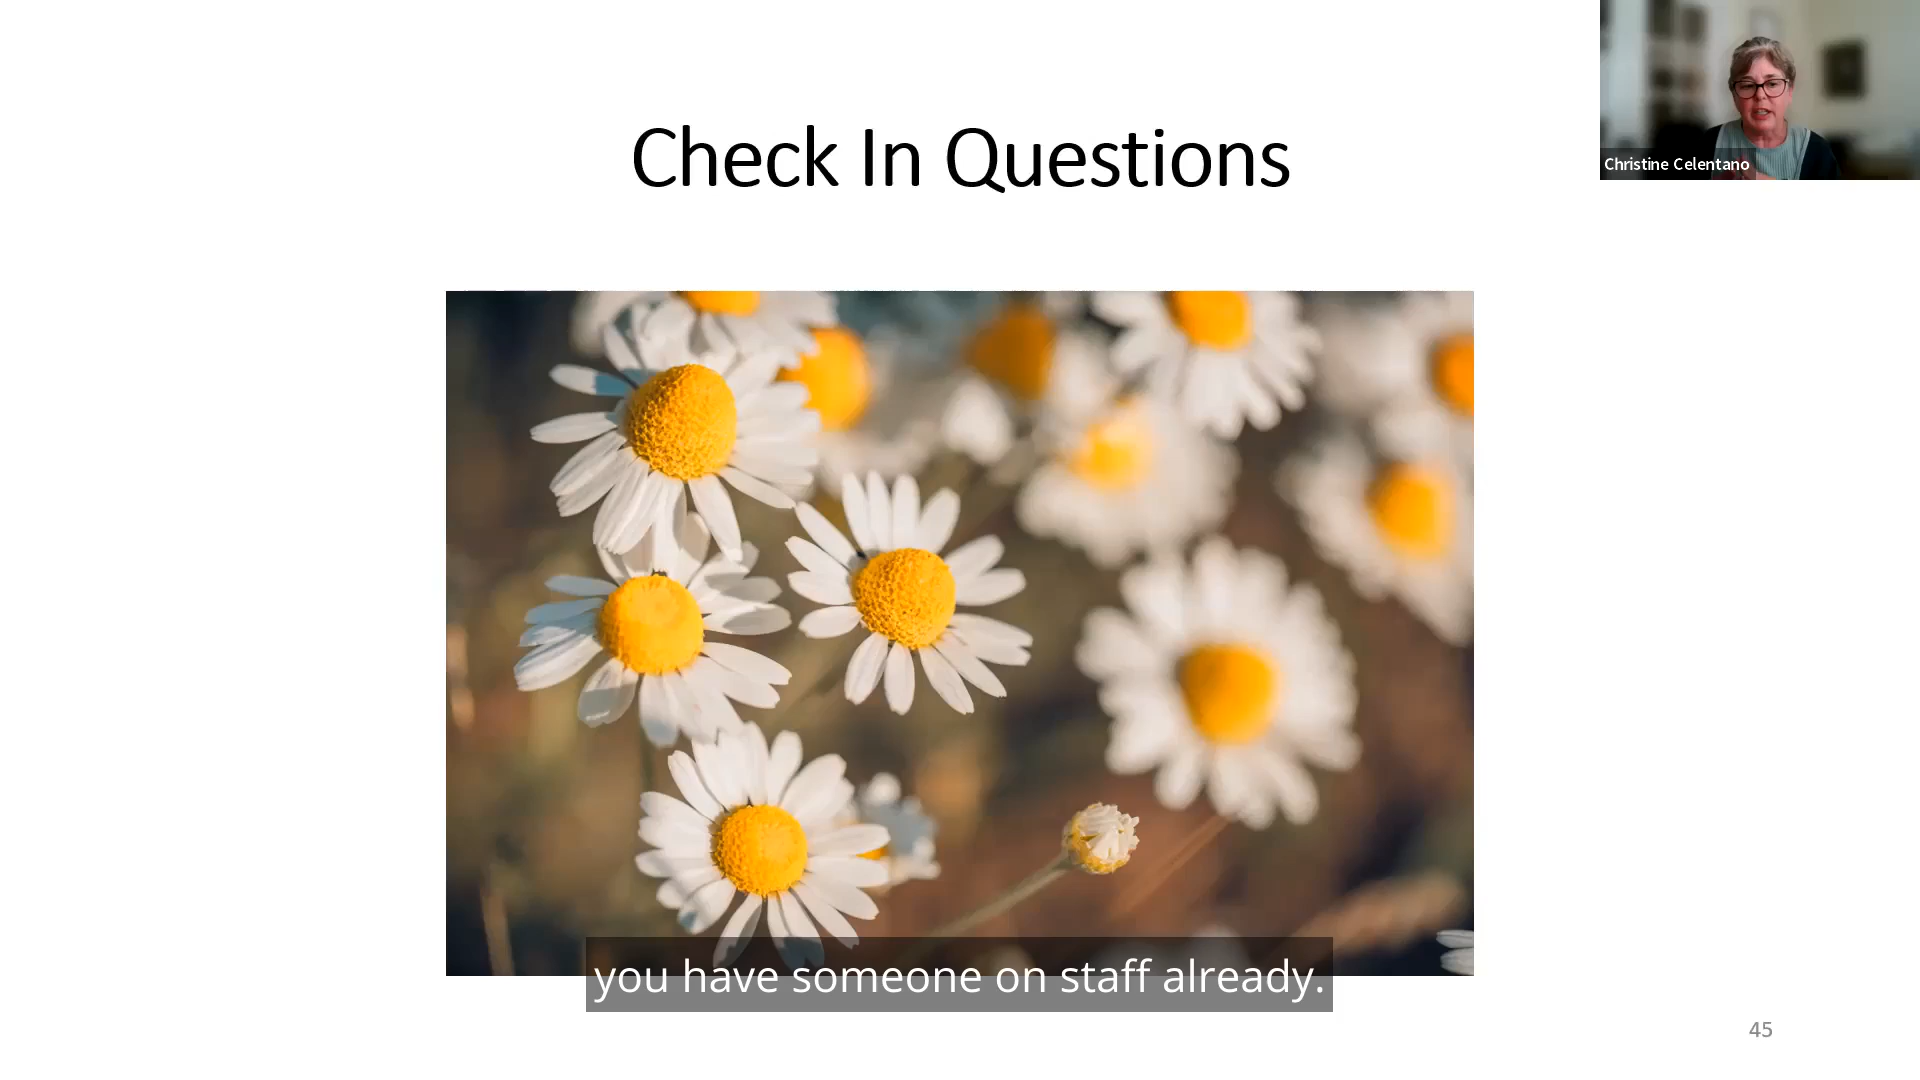 Check In Questions
Christine Celentano
you have someone on staff already.
45